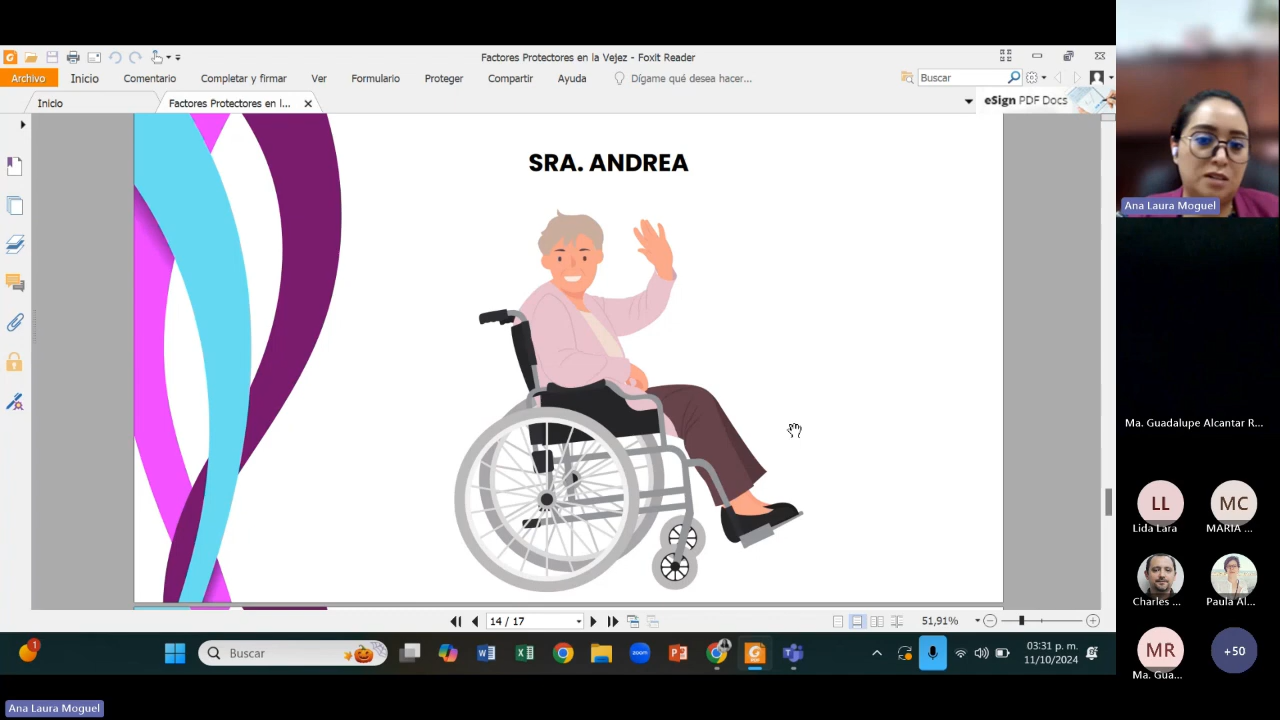 Factores Protectores en la Vejez - Foxit Reader
Archivo Inicio Comentario Completar y firmar Ver Formulario Proteger Compartir Ayuda Dígame qué desea hacer... Buscar
Inicio Factores Protectores en l... eSign PDF Docs
SRA. ANDREA
Ana Laura Moguel
Ma. Guadalupe Alcantar R...
LL MC
Lida Lara MARIA ...
Charles ... Paula Al...
MR +50
Ma. Gua...
14 / 17 51,91%
1 Buscar zoom 03:31 p. m.
11/10/2024
Ana Laura Moguel